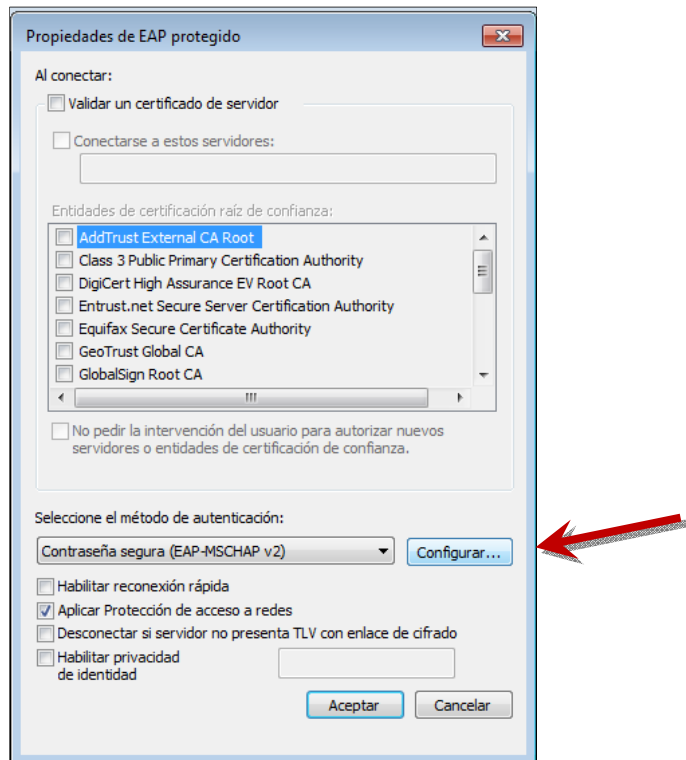 Propiedades de EAP protegido
Al conectar:
Validar un certificado de servidor
Conectarse a estos servidores:
Entidades de certificación raíz de confianza:
AddTrust External CA Root
Class 3 Public Primary Certification Authority
DigiCert High Assurance EV Root CA
Entrust.net Secure Server Certification Authority
Equifax Secure Certificate Authority
GeoTrust Global CA
GlobalSign Root CA
No pedir la intervención del usuario para autorizar nuevos
servidores o entidades de certificación de confianza.
Seleccione el método de autenticación:
Contraseña segura (EAP-MSCHAP v2)
Configurar...
Habilitar reconexión rápida
Aplicar Protección de acceso a redes
Desconectar si servidor no presenta TLV con enlace de cifrado
Habilitar privacidad
de identidad
Aceptar
Cancelar